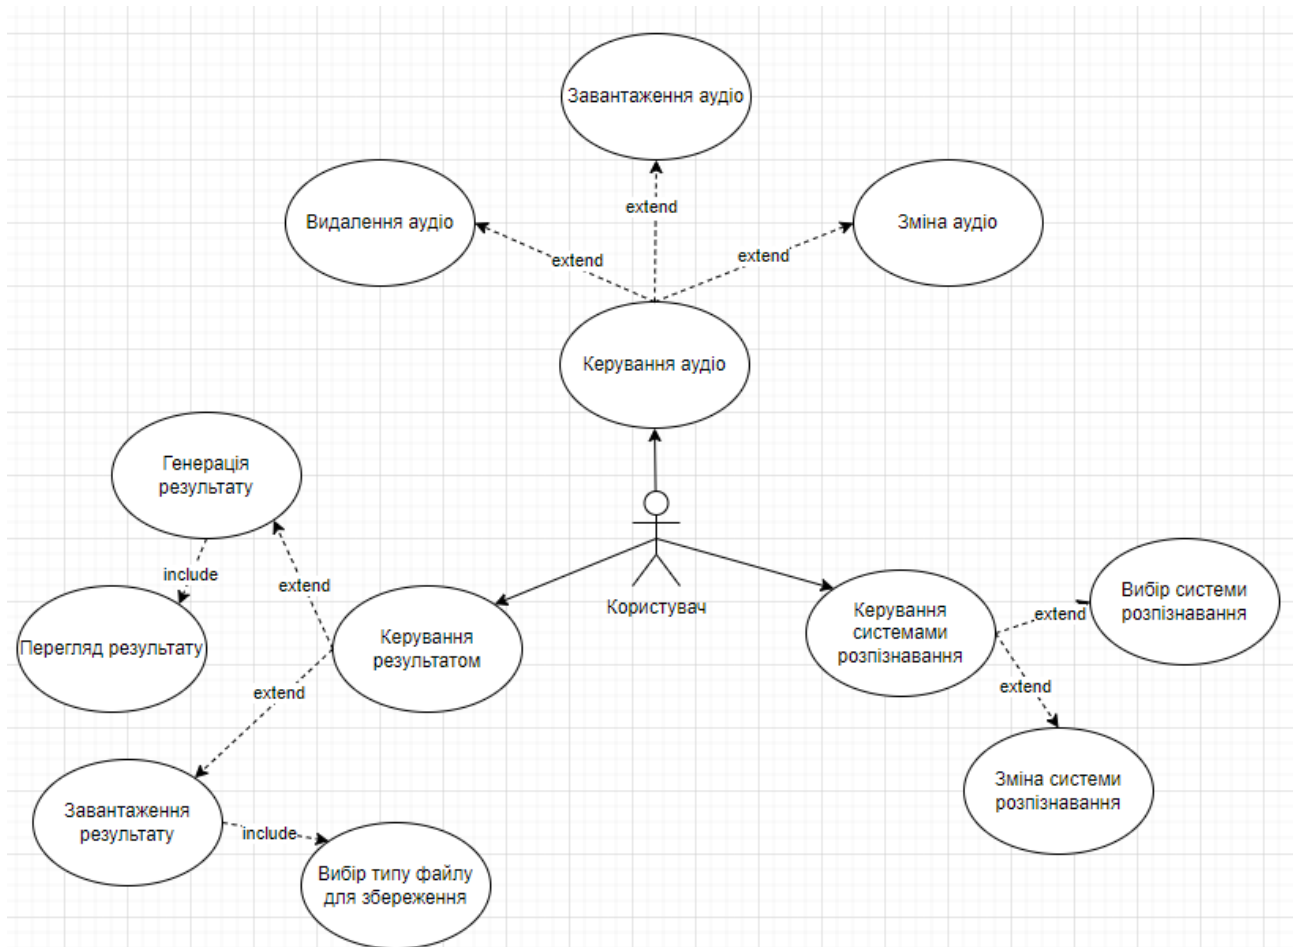 Завантаження аудіо
extend
Видалення аудіо
extend
Зміна аудіо
extend
Керування аудіо
Генерація
результату
include
Перегляд результату
extend
Керування
результатом
extend
Завантаження
результату
include
Вибір типу файлу
для збереження
Користувач
Керування
системами
розпізнавання
extend
Вибір системи
розпізнавання
extend
Зміна системи
розпізнавання